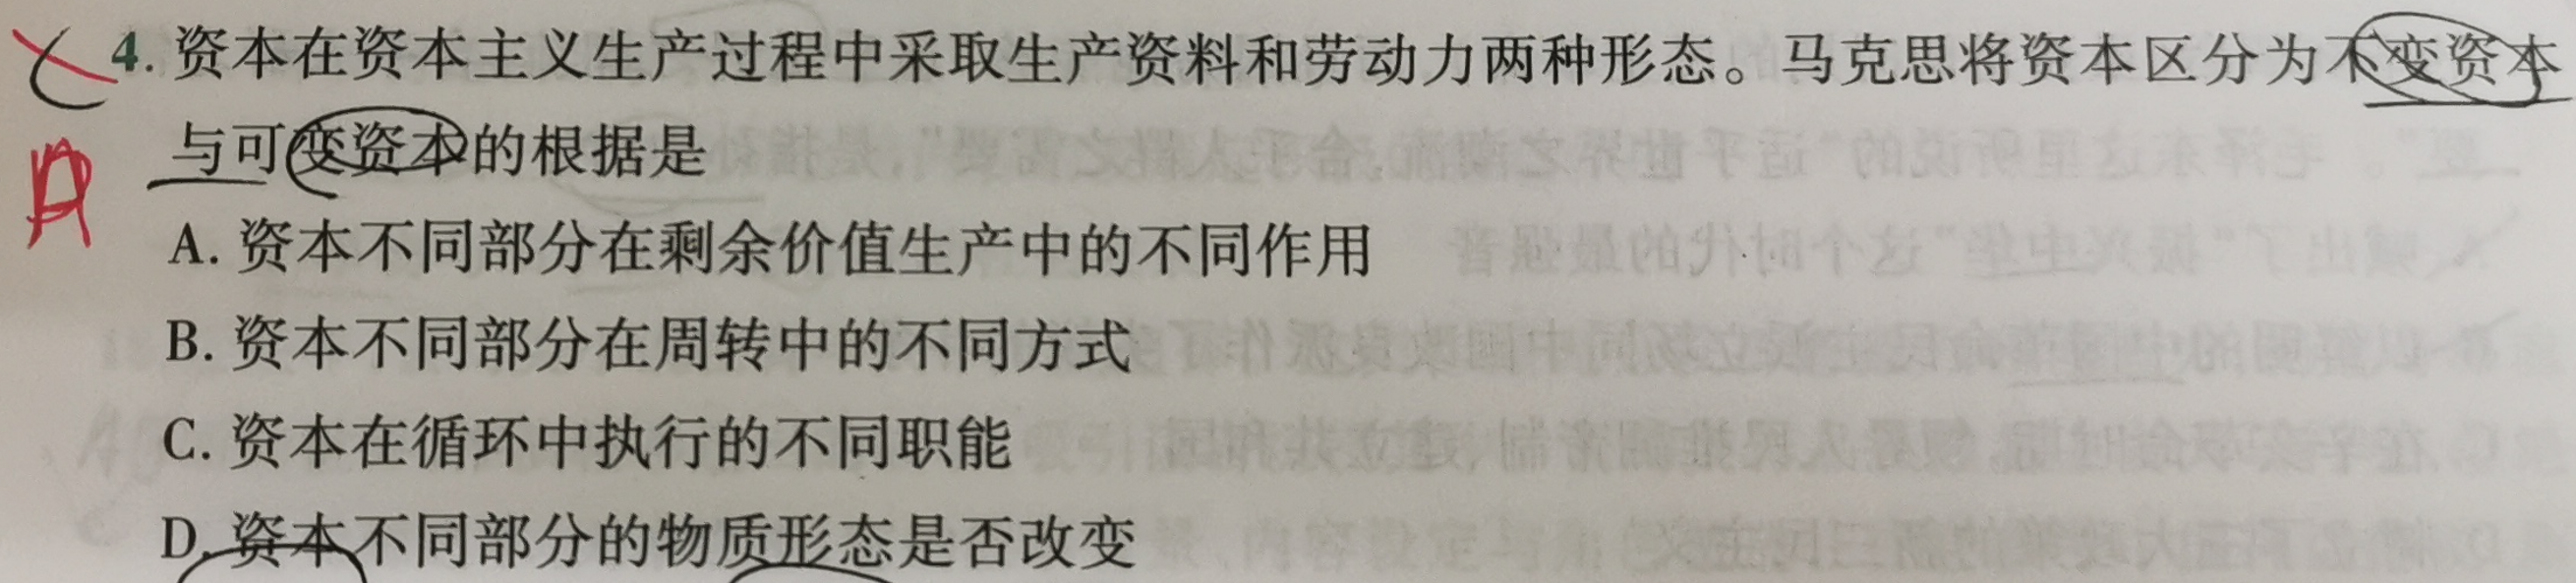 4. 资本在资本主义生产过程中采取生产资料和劳动力两种形态。马克思将资本区分为不变资本
与可变资本的根据是
A
A. 资本不同部分在剩余价值生产中的不同作用
B. 资本不同部分在周转中的不同方式
C. 资本在循环中执行的不同职能
D. 资本不同部分的物质形态是否改变